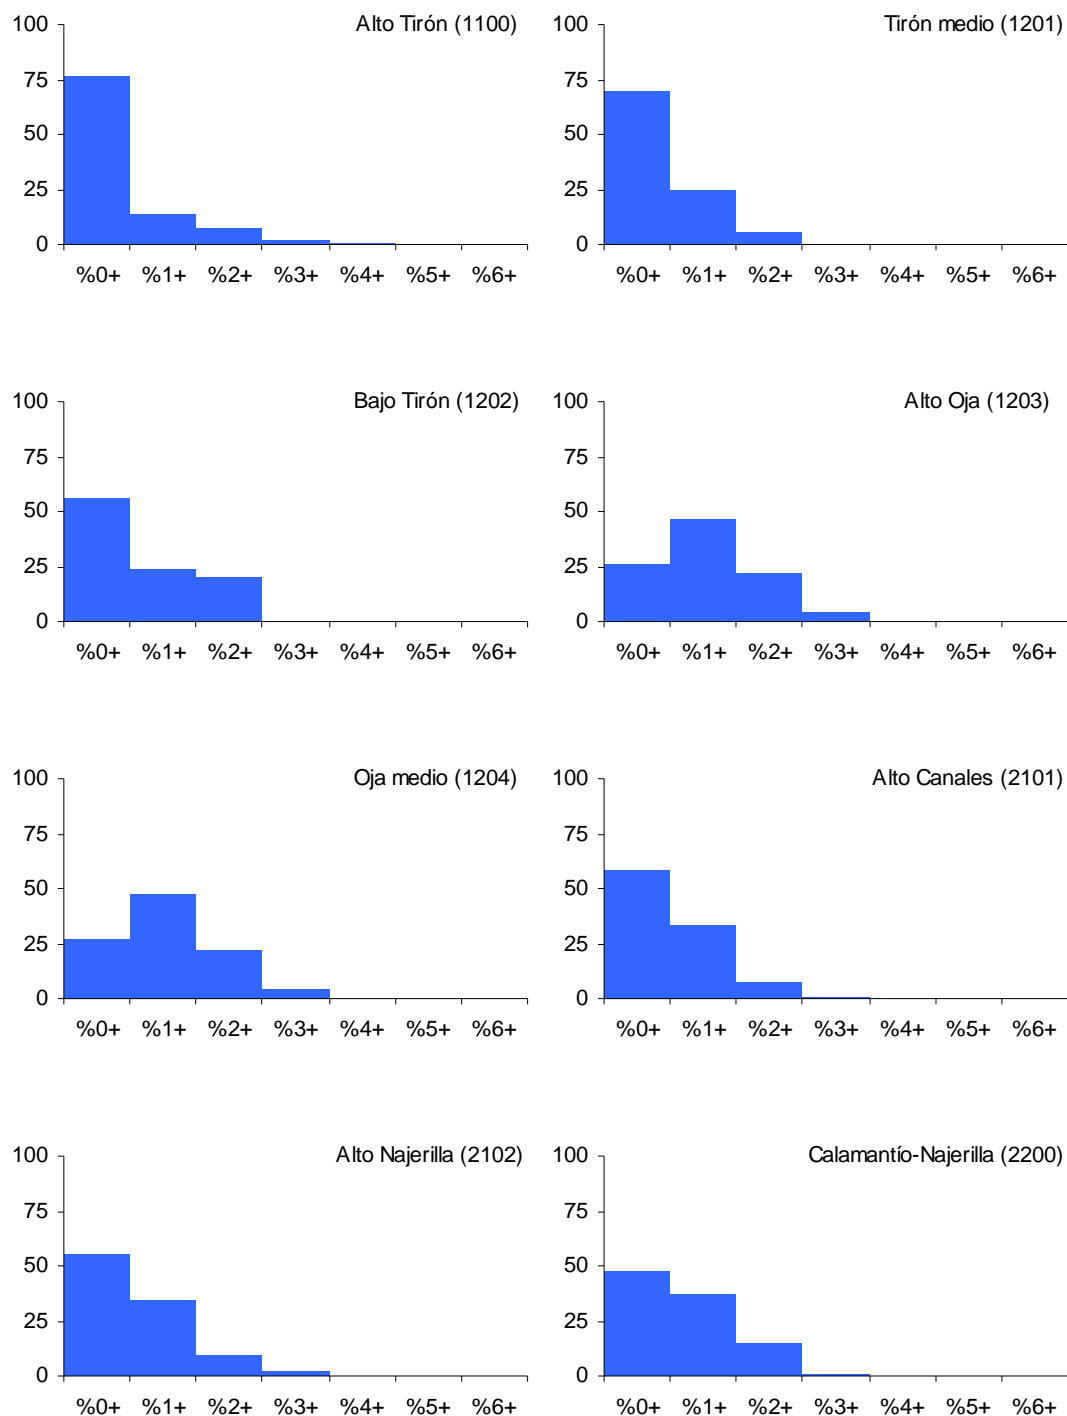 Alto Tirón (1100)
100
75
50
25
0
%0+ %1+ %2+ %3+ %4+ %5+ %6+
Tirón medio (1201)
100
75
50
25
0
%0+ %1+ %2+ %3+ %4+ %5+ %6+
Bajo Tirón (1202)
100
75
50
25
0
%0+ %1+ %2+ %3+ %4+ %5+ %6+
Alto Oja (1203)
100
75
50
25
0
%0+ %1+ %2+ %3+ %4+ %5+ %6+
Oja medio (1204)
100
75
50
25
0
%0+ %1+ %2+ %3+ %4+ %5+ %6+
Alto Canales (2101)
100
75
50
25
0
%0+ %1+ %2+ %3+ %4+ %5+ %6+
Alto Najerilla (2102)
100
75
50
25
0
%0+ %1+ %2+ %3+ %4+ %5+ %6+
Calamantío-Najerilla (2200)
100
75
50
25
0
%0+ %1+ %2+ %3+ %4+ %5+ %6+